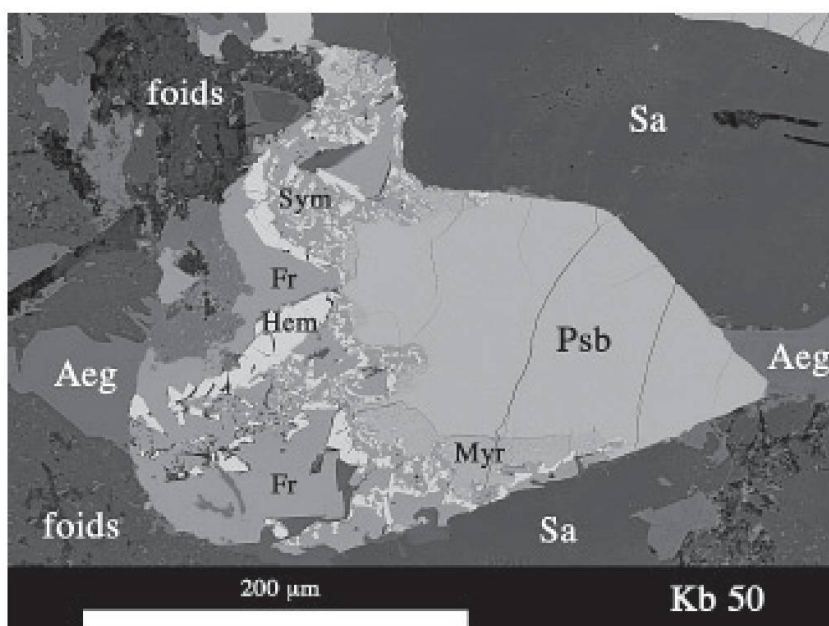 foids
Sa
Sym
Fr
Hem
Psb
Aeg
Aeg
Myr
Fr
foids
Sa
200 µm
Kb 50